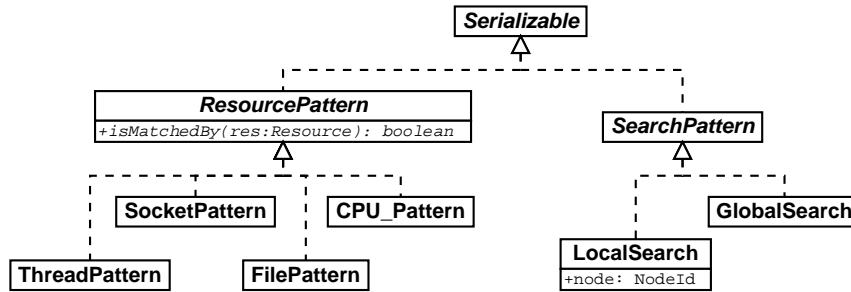 Serializable
ResourcePattern
+isMatchedBy(res:Resource): boolean
SearchPattern
SocketPattern
CPU_Pattern
GlobalSearch
ThreadPattern
FilePattern
LocalSearch
+node: NodeId